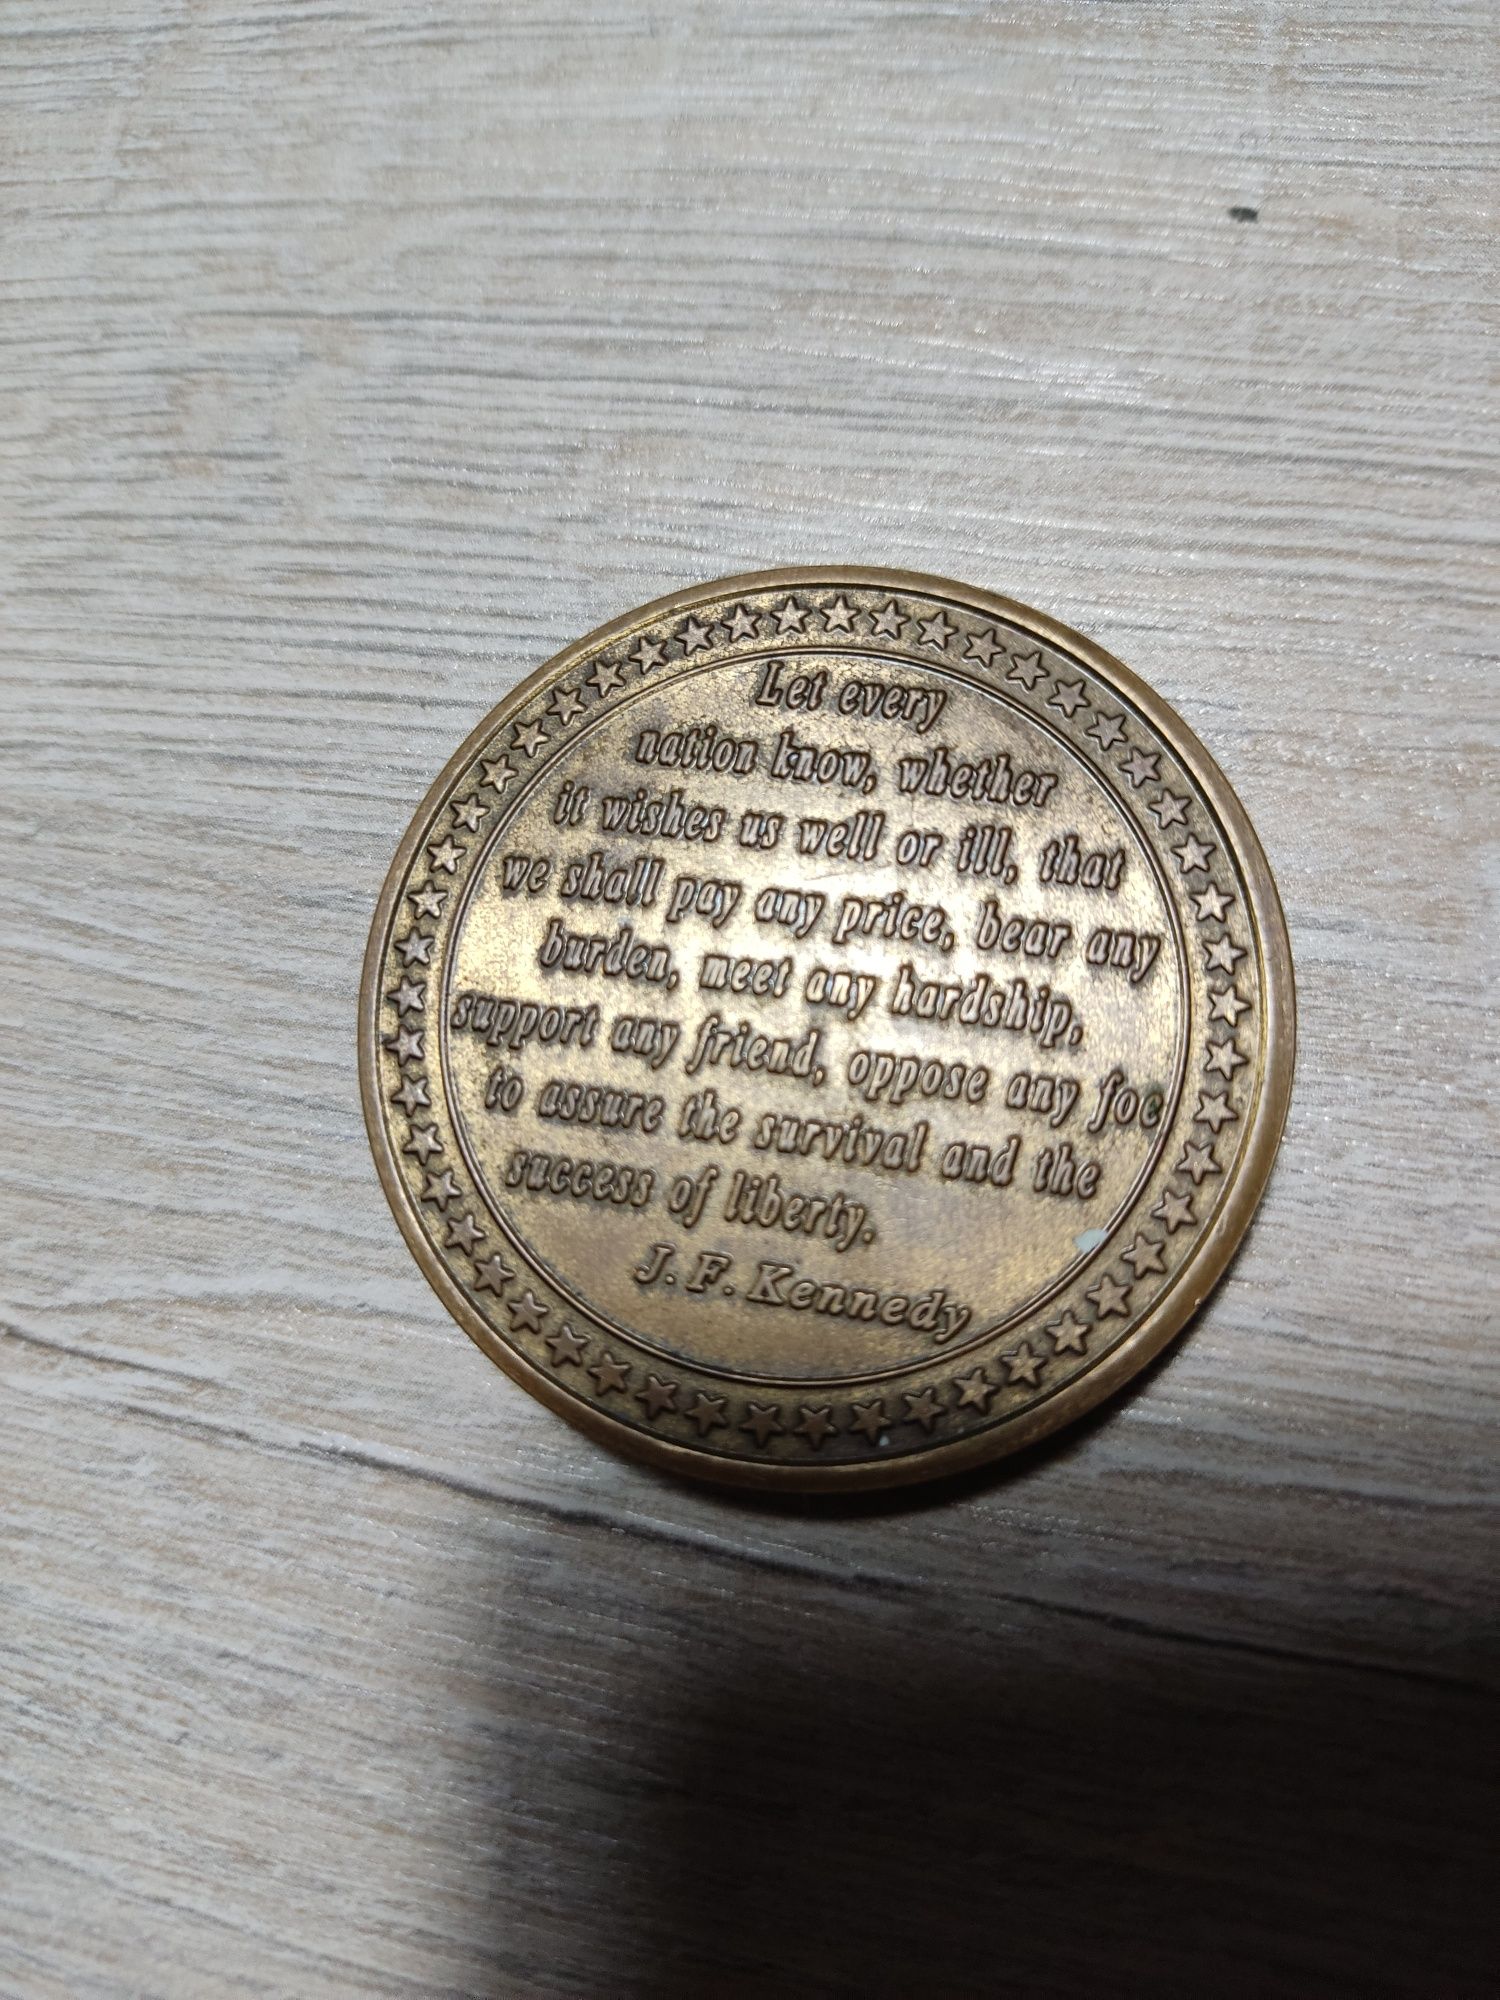 Let every
nation know, whether
it wishes us well or ill, that
we shall pay any price, bear any
burden, meet any hardship,
support any friend, oppose any foe
to assure the survival and the
success of liberty.
J. F. Kennedy